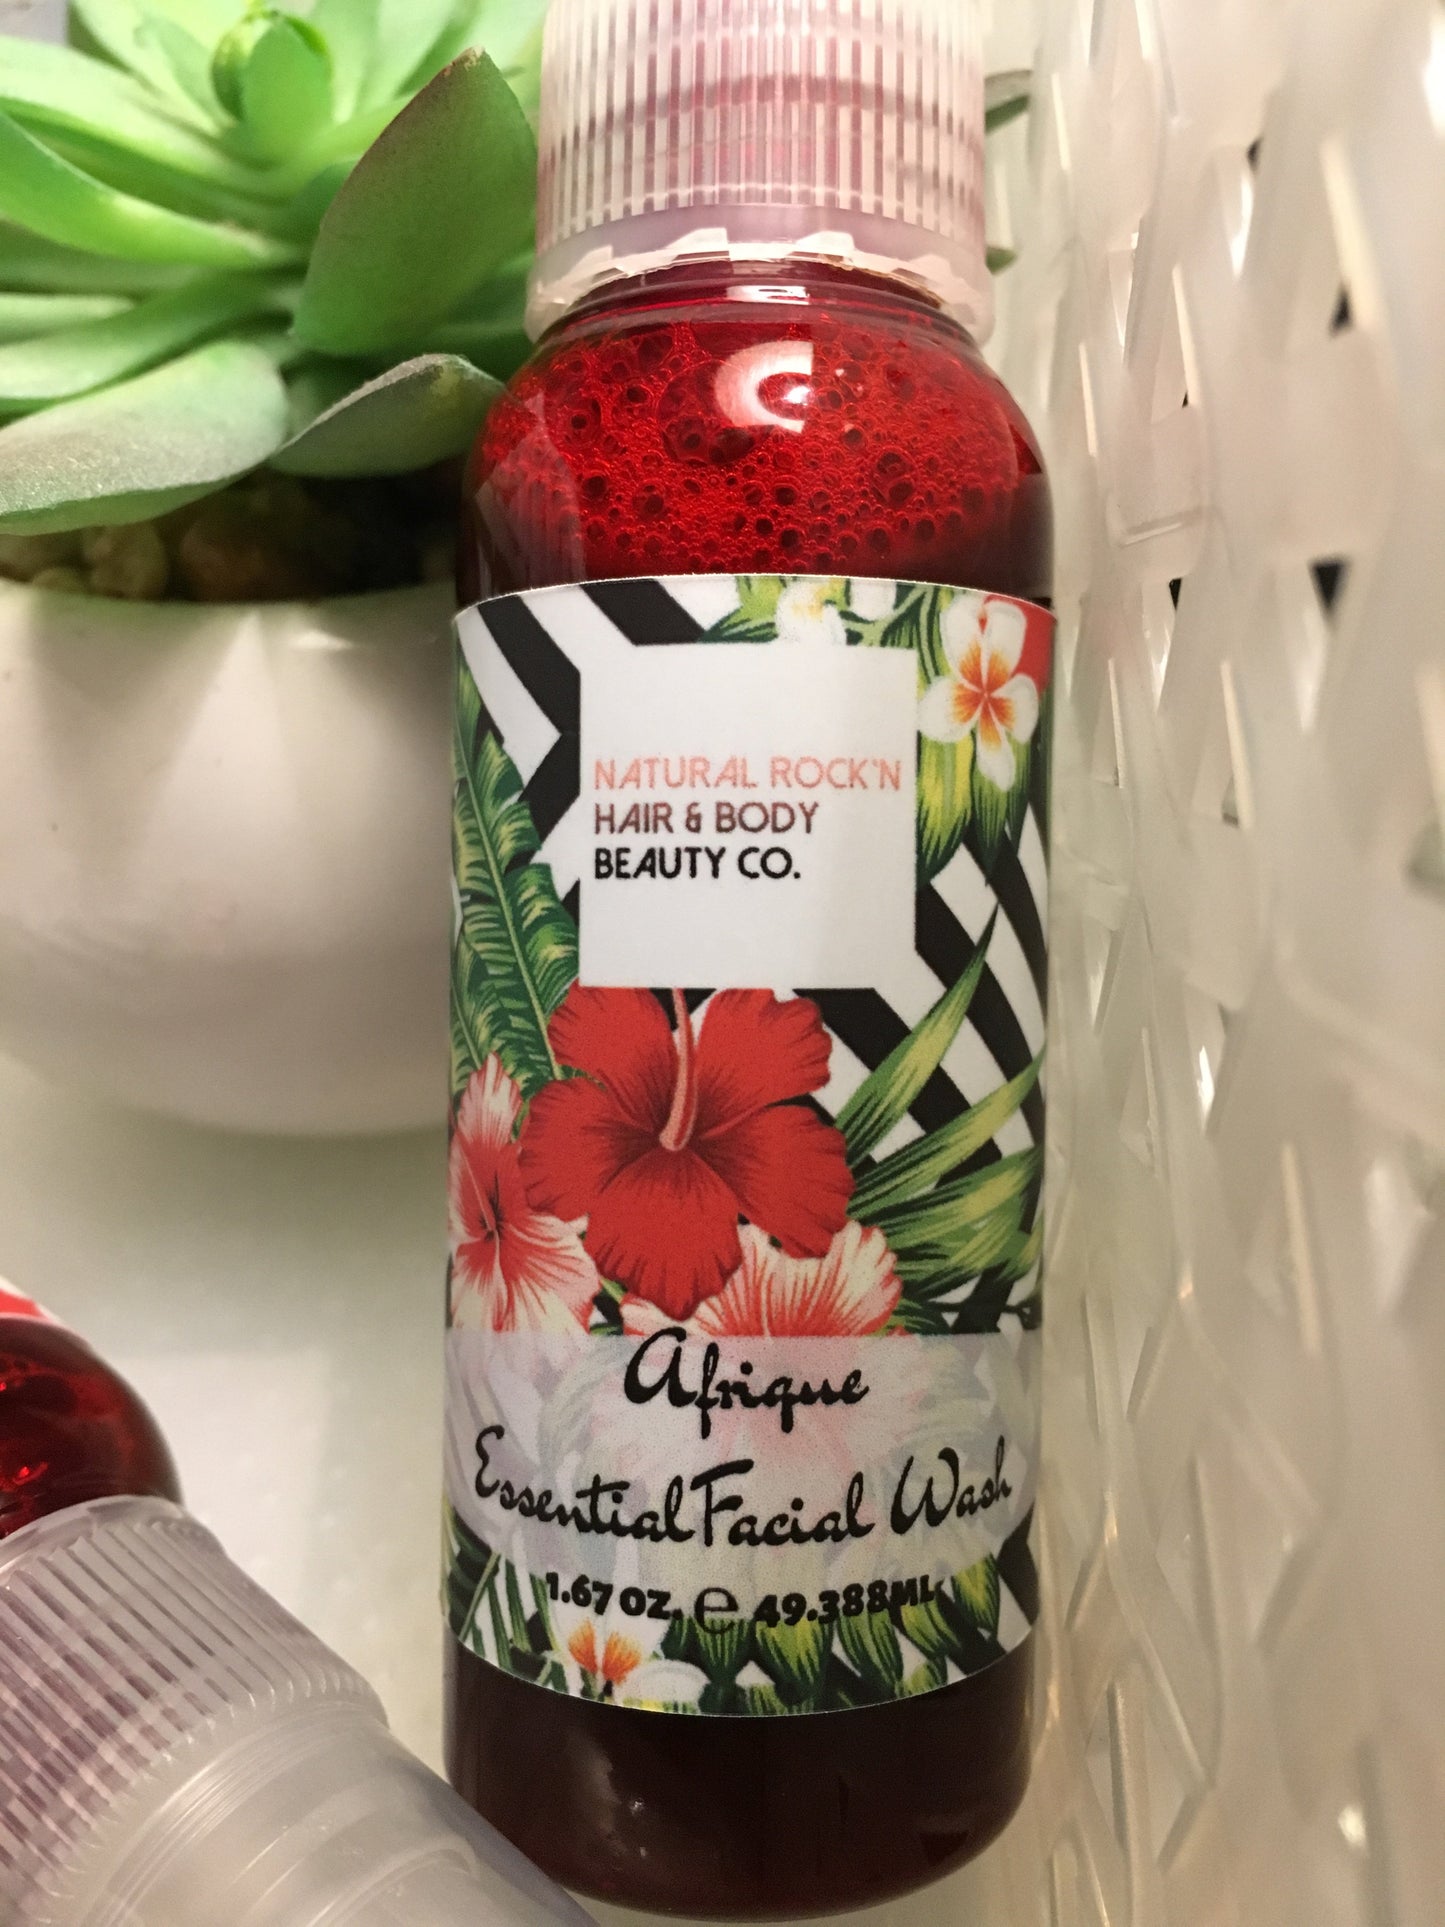 NATURAL ROCK'N
HAIR & BODY
BEAUTY CO.
Afrique
Essential Facial Wash
1.67 OZ. ℮ 49.388ML